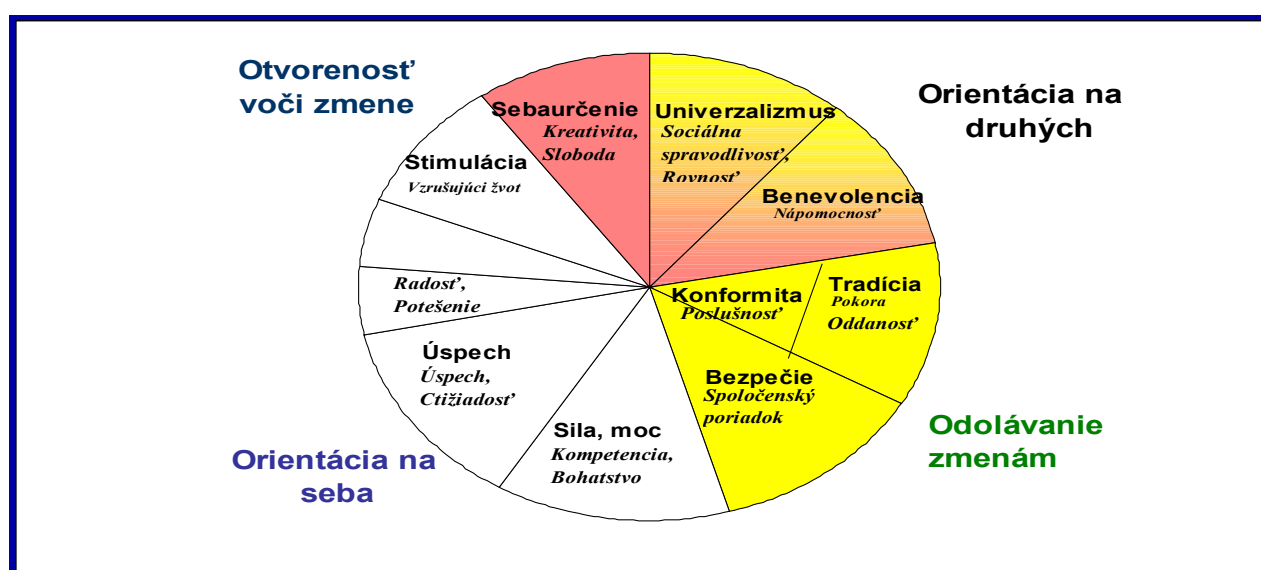 Otvorenosť
voči zmene
Orientácia na
druhých
Sebaurčenie
Kreativita,
Sloboda
Univerzalizmus
Sociálna
spravodlivosť,
Rovnosť
Stimulácia
Vzrušujúci žvot
Benevolencia
Nápomocnosť
Radosť,
Potešenie
Konformita
Poslušnosť
Tradícia
Pokora
Oddanosť
Úspech
Úspech,
Ctižiadosť
Bezpečie
Spoločenský
poriadok
Sila, moc
Kompetencia,
Bohatstvo
Orientácia na
seba
Odolávanie
zmenám